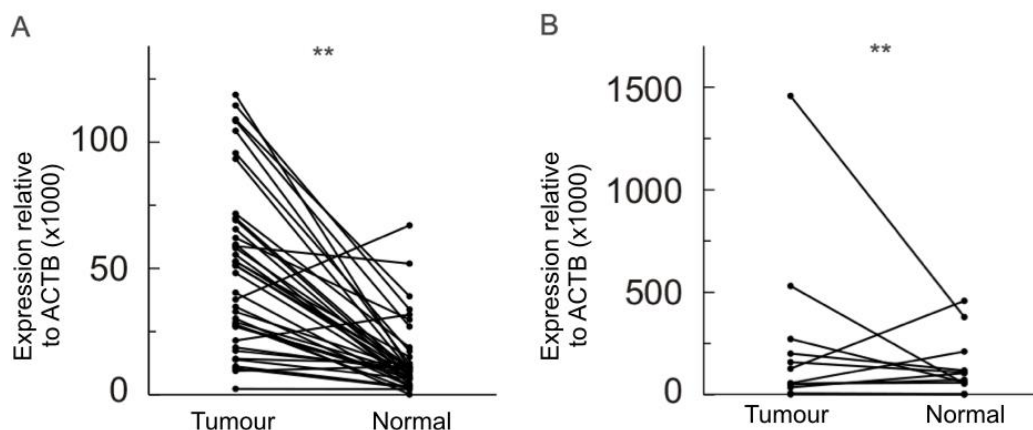 A
**
100
50
0
Expression relative
to ACTB (x1000)
Tumour Normal
B
**
1500
1000
500
0
Expression relative
to ACTB (x1000)
Tumour Normal